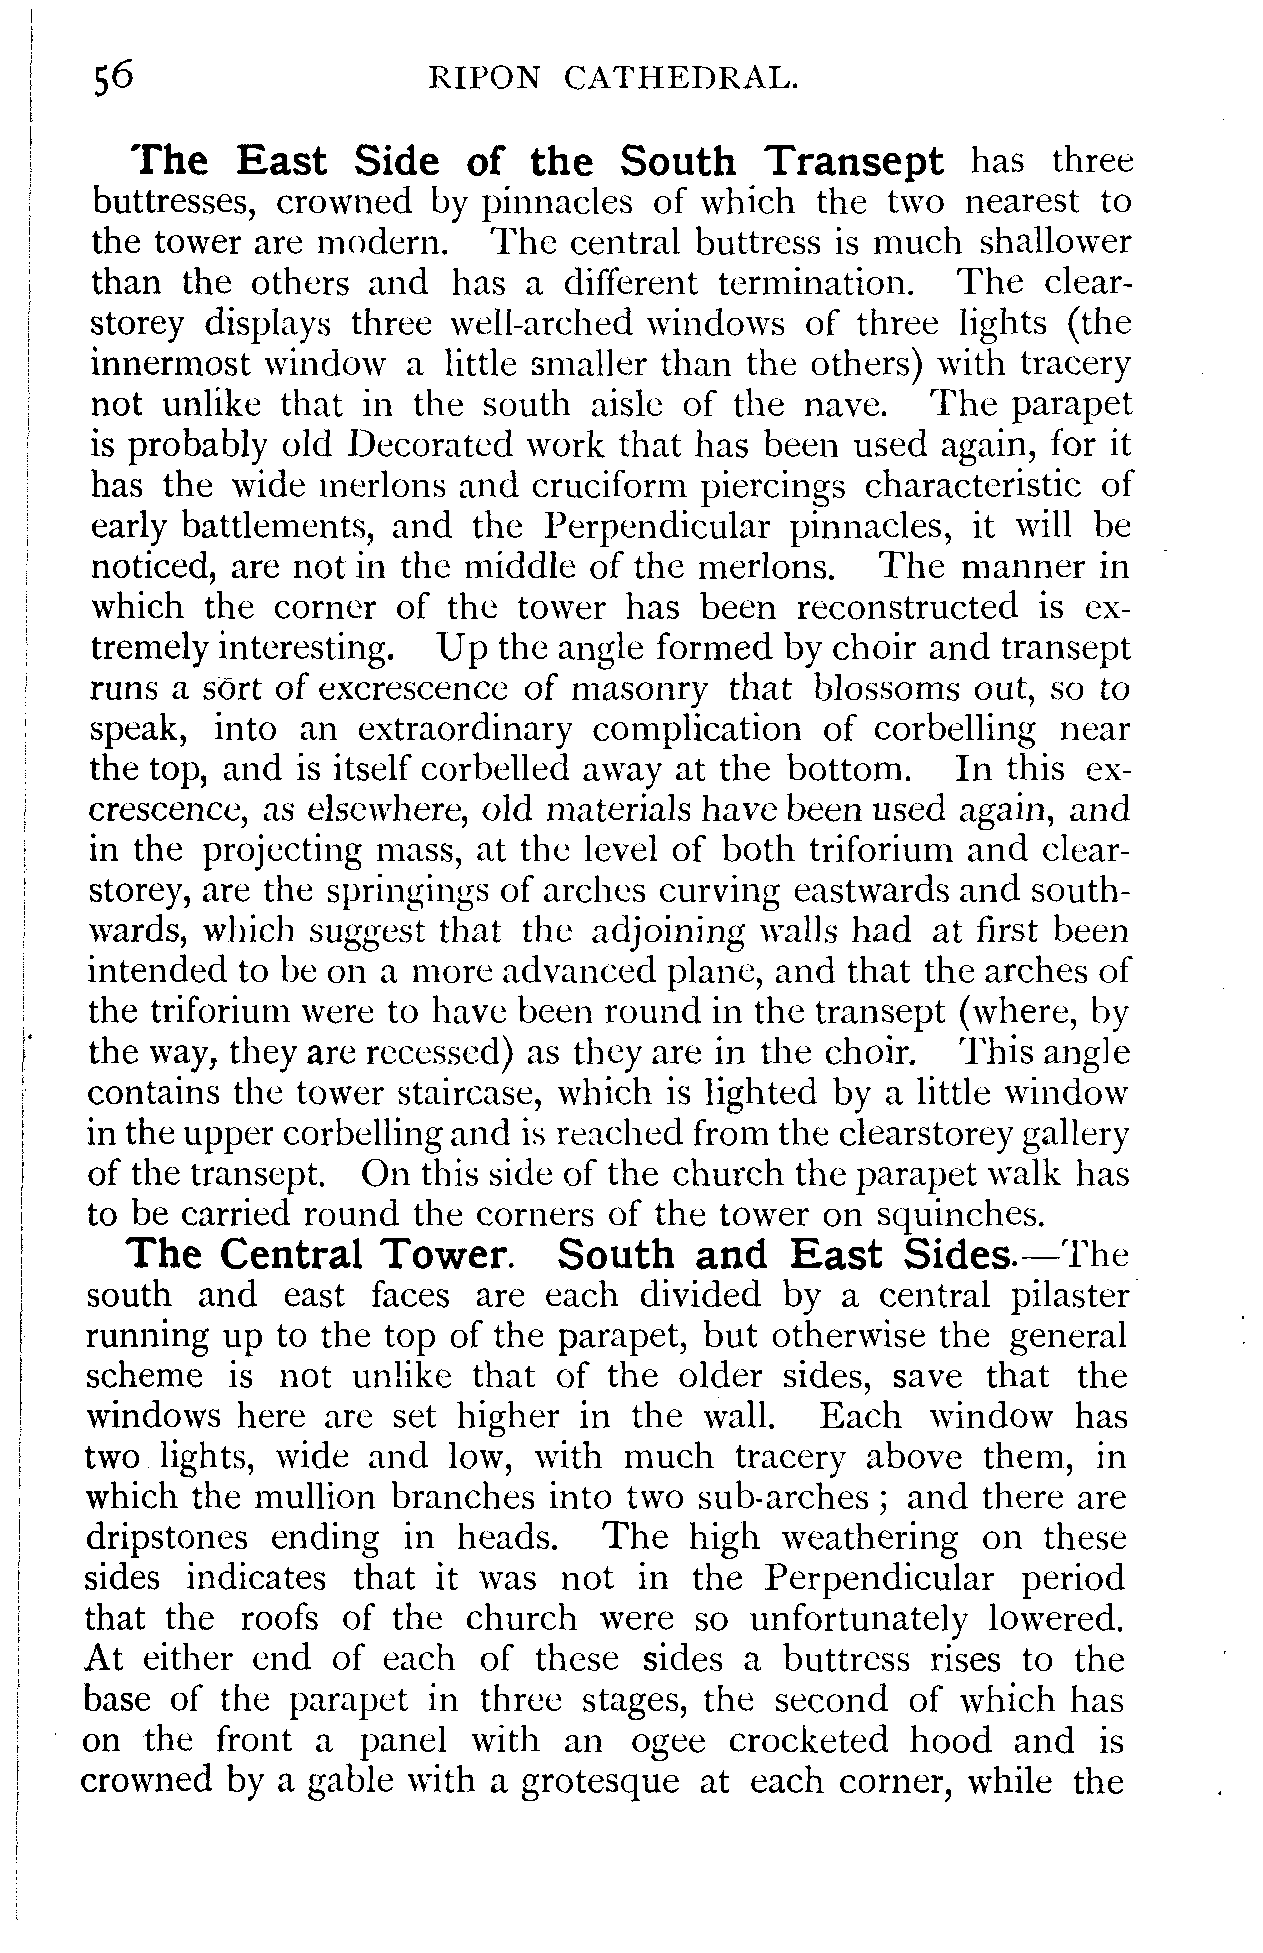 56 RIPON CATHEDRAL.
The East Side of the South Transept has three
buttresses, crowned by pinnacles of which the two nearest to
the tower are modern. The central buttress is much shallower
than the others and has a different termination. The clear-
storey displays three well-arched windows of three lights (the
innermost window a little smaller than the others) with tracery
not unlike that in the south aisle of the nave. The parapet
is probably old Decorated work that has been used again, for it
has the wide merlons and cruciform piercings characteristic of
early battlements, and the Perpendicular pinnacles, it will be
noticed, are not in the middle of the merlons. The manner in
which the corner of the tower has been reconstructed is ex-
tremely interesting. Up the angle formed by choir and transept
runs a sort of excrescence of masonry that blossoms out, so to
speak, into an extraordinary complication of corbelling near
the top, and is itself corbelled away at the bottom. In this ex-
crescence, as elsewhere, old materials have been used again, and
in the projecting mass, at the level of both triforium and clear-
storey, are the springings of arches curving eastwards and south-
wards, which suggest that the adjoining walls had at first been
intended to be on a more advanced plane, and that the arches of
the triforium were to have been round in the transept (where, by
the way, they are recessed) as they are in the choir. This angle
contains the tower staircase, which is lighted by a little window
in the upper corbelling and is reached from the clearstorey gallery
of the transept. On this side of the church the parapet walk has
to be carried round the corners of the tower on squinches.
The Central Tower. South and East Sides.—The
south and east faces are each divided by a central pilaster
running up to the top of the parapet, but otherwise the general
scheme is not unlike that of the older sides, save that the
windows here are set higher in the wall. Each window has
two lights, wide and low, with much tracery above them, in
which the mullion branches into two sub-arches ; and there are
dripstones ending in heads. The high weathering on these
sides indicates that it was not in the Perpendicular period
that the roofs of the church were so unfortunately lowered.
At either end of each of these sides a buttress rises to the
base of the parapet in three stages, the second of which has
on the front a panel with an ogee crocketed hood and is
crowned by a gable with a grotesque at each corner, while the